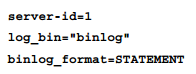 server-id=1
log_bin="binlog"
binlog_format=STATEMENT